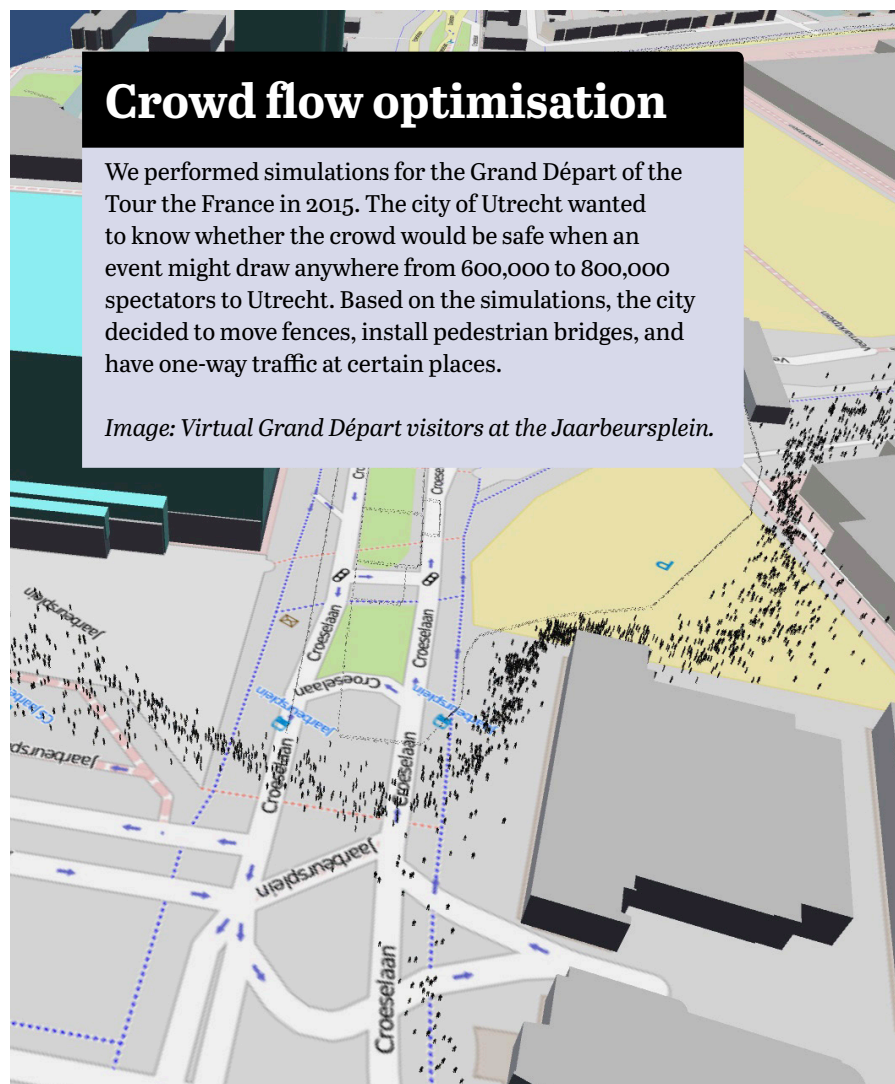 Crowd flow optimisation
We performed simulations for the Grand Départ of the
Tour the France in 2015. The city of Utrecht wanted
to know whether the crowd would be safe when an
event might draw anywhere from 600,000 to 800,000
spectators to Utrecht. Based on the simulations, the city
decided to move fences, install pedestrian bridges, and
have one-way traffic at certain places.
Image: Virtual Grand Départ visitors at the Jaarbeursplein.
P
Jaarbeursplein
Croeselaan
Croeselaan
Croeselaan
Jaarbeursplein
Croeselaan
Croeselaan
Jaarbeursplein
Jaarbeursplein
Croeselaan